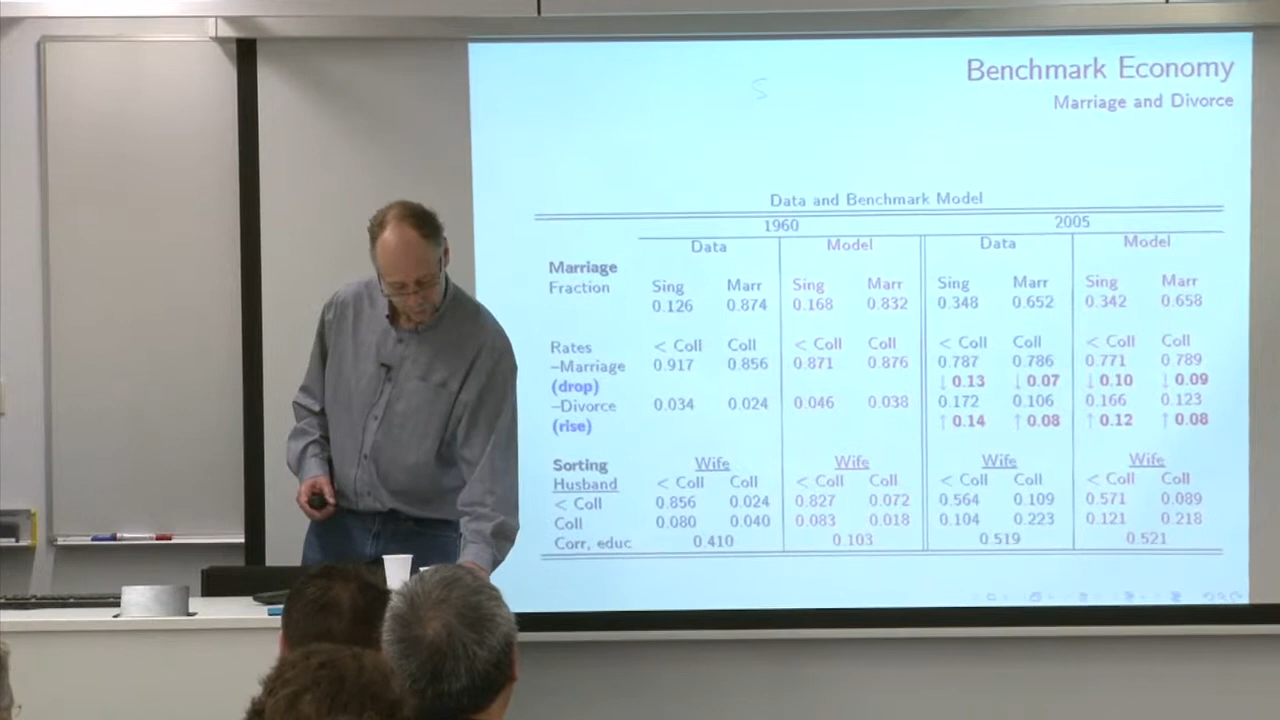 Benchmark Economy
Marriage and Divorce
S
Data and Benchmark Model
1960 2005
Data Model Data Model
Marriage
Fraction Sing Marr Sing Marr Sing Marr Sing Marr
0.126 0.874 0.168 0.832 0.348 0.652 0.342 0.658
Rates < Coll Coll < Coll Coll < Coll Coll < Coll Coll
–Marriage 0.917 0.856 0.871 0.876 0.787 0.786 0.771 0.789
(drop) ↓ 0.13 ↓ 0.07 ↓ 0.10 ↓ 0.09
–Divorce 0.034 0.024 0.046 0.038 0.172 0.106 0.166 0.123
(rise) ↑ 0.14 ↑ 0.08 ↑ 0.12 ↑ 0.08
Sorting Wife Wife Wife Wife
Husband < Coll Coll < Coll Coll < Coll Coll < Coll Coll
< Coll 0.856 0.024 0.827 0.072 0.564 0.109 0.571 0.089
Coll 0.080 0.040 0.083 0.018 0.104 0.223 0.121 0.218
Corr, educ 0.410 0.103 0.519 0.521